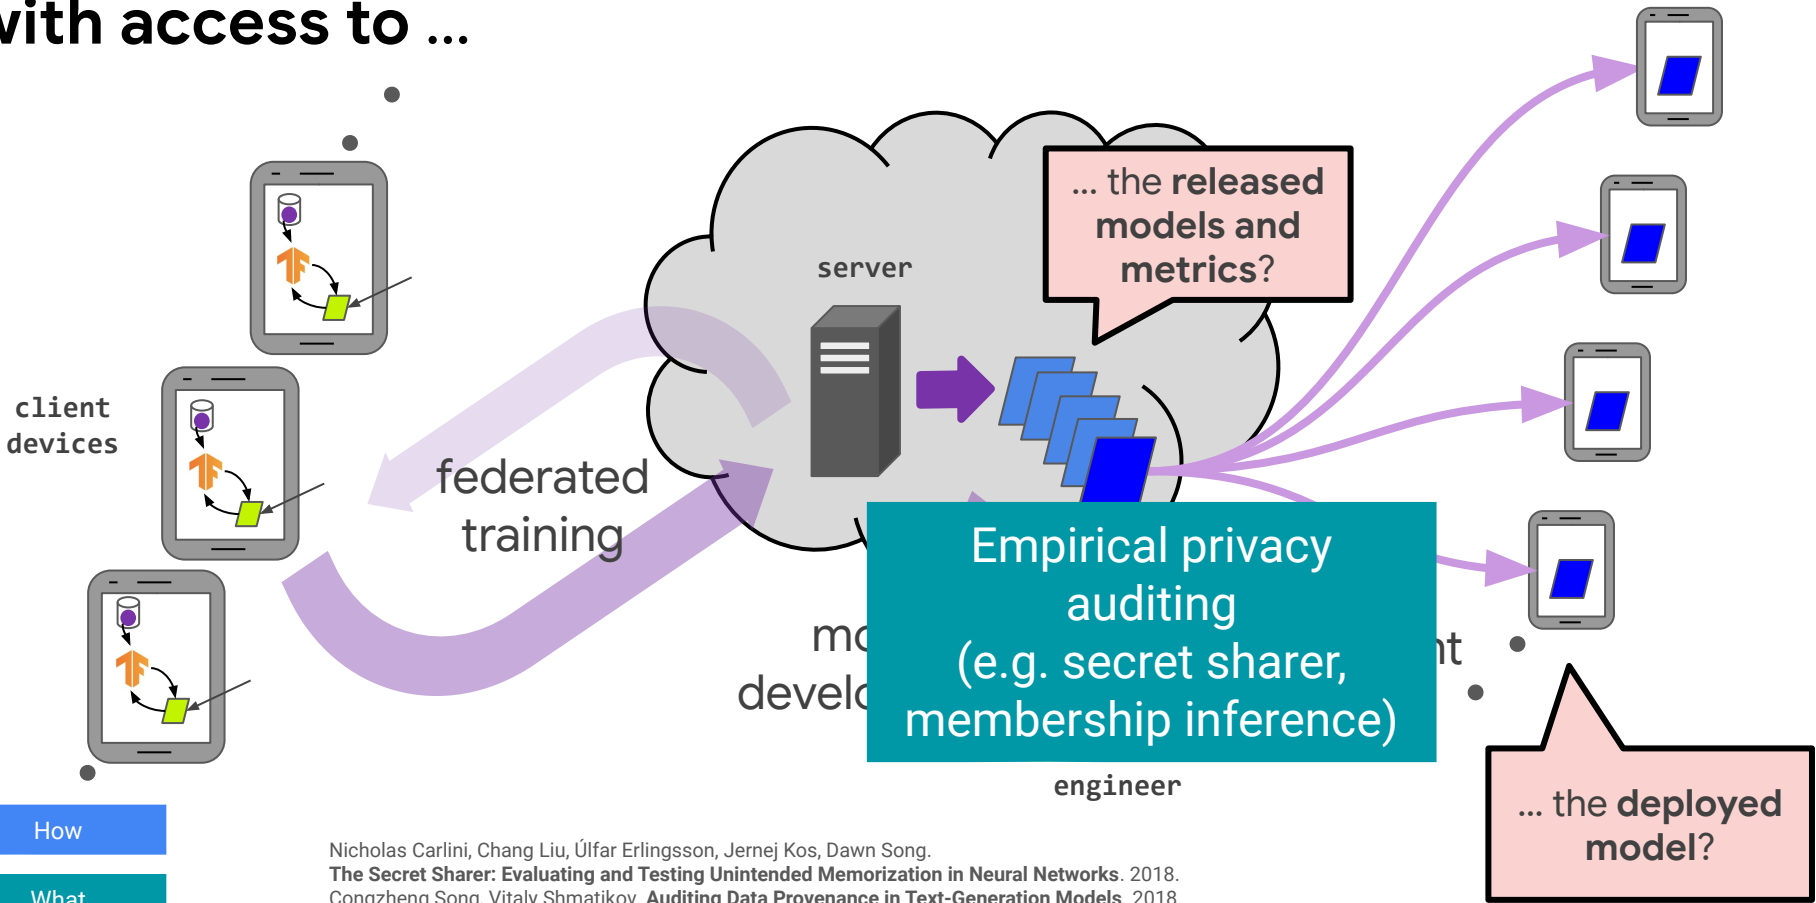 with access to ...
... the released
models and
metrics?
server
client
devices
federated
training
Empirical privacy
auditing
(e.g. secret sharer,
membership inference)
engineer
... the deployed
model?
How
What
Nicholas Carlini, Chang Liu, Úlfar Erlingsson, Jernej Kos, Dawn Song.
The Secret Sharer: Evaluating and Testing Unintended Memorization in Neural Networks. 2018.
Congzheng Song, Vitaly Shmatikov. Auditing Data Provenance in Text-Generation Models. 2018.